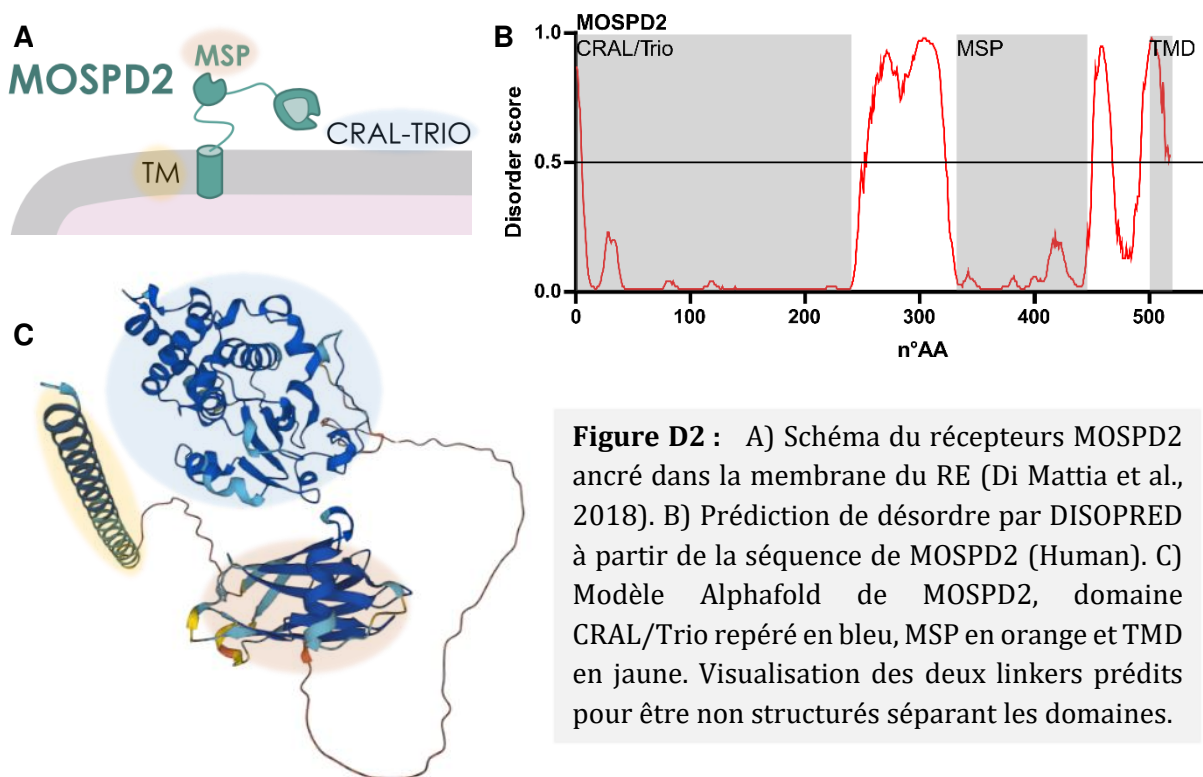 A
MSP
MOSPD2
CRAL-TRIO
TM
B
MOSPD2
CRAL/Trio
MSP
TMD
1.0
0.5
0.0
Disorder score
0
100
200
300
400
500
n°AA
C
Figure D2 : A) Schéma du récepteurs MOSPD2
ancré dans la membrane du RE (Di Mattia et al.,
2018). B) Prédiction de désordre par DISOPRED
à partir de la séquence de MOSPD2 (Human). C)
Modèle Alphafold de MOSPD2, domaine
CRAL/Trio repéré en bleu, MSP en orange et TMD
en jaune. Visualisation des deux linkers prédits
pour être non structurés séparant les domaines.